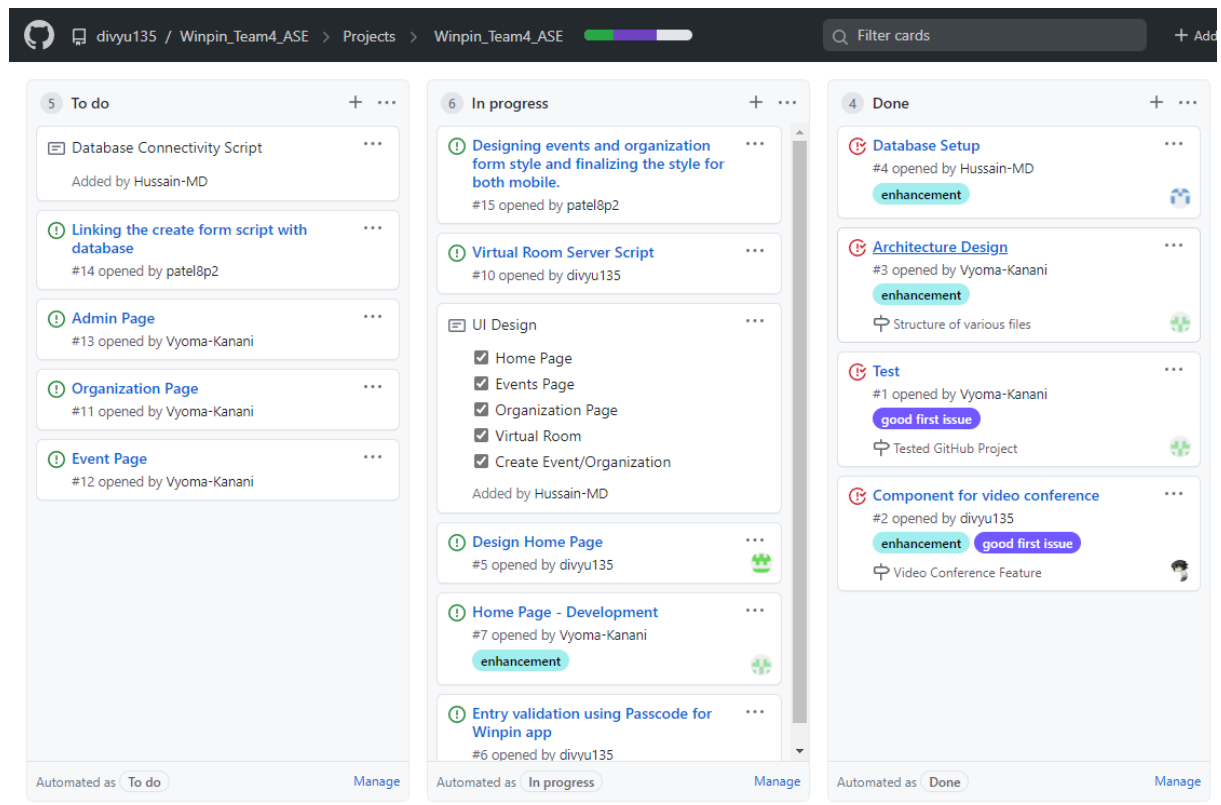 divyu135 / Winpin_Team4_ASE > Projects > Winpin_Team4_ASE
Filter cards
+ Add
5 To do
Database Connectivity Script
Added by Hussain-MD
Linking the create form script with
database
#14 opened by patel8p2
Admin Page
#13 opened by Vyoma-Kanani
Organization Page
#11 opened by Vyoma-Kanani
Event Page
#12 opened by Vyoma-Kanani
Automated as To do
Manage
6 In progress
Designing events and organization
form style and finalizing the style for
both mobile.
#15 opened by patel8p2
Virtual Room Server Script
#10 opened by divyu135
UI Design
Home Page
Events Page
Organization Page
Virtual Room
Create Event/Organization
Added by Hussain-MD
Design Home Page
#5 opened by divyu135
Home Page - Development
#7 opened by Vyoma-Kanani
enhancement
Entry validation using Passcode for
Winpin app
#6 opened by divyu135
Automated as In progress
Manage
4 Done
Database Setup
#4 opened by Hussain-MD
enhancement
Architecture Design
#3 opened by Vyoma-Kanani
enhancement
Structure of various files
Test
#1 opened by Vyoma-Kanani
good first issue
Tested GitHub Project
Component for video conference
#2 opened by divyu135
enhancement good first issue
Video Conference Feature
Automated as Done
Manage